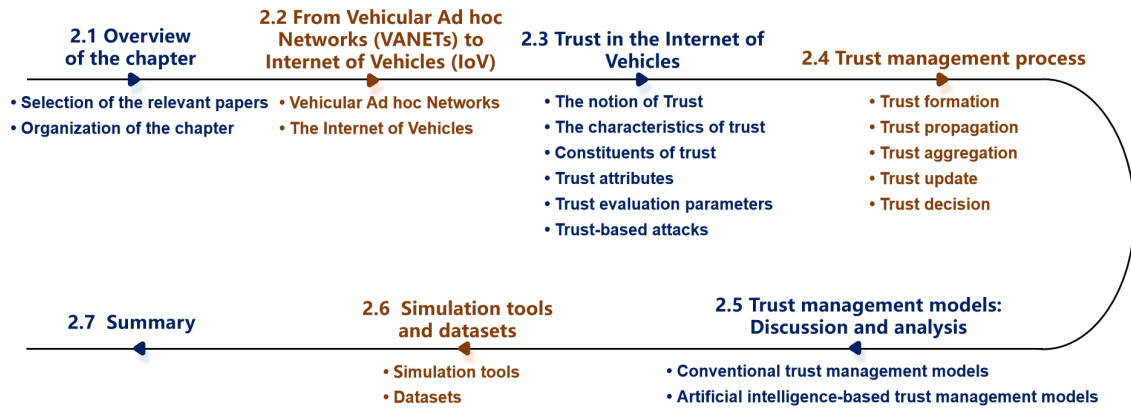 2.1 Overview
of the chapter
• Selection of the relevant papers
• Organization of the chapter
2.2 From Vehicular Ad hoc
Networks (VANETs) to
Internet of Vehicles (IoV)
• Vehicular Ad hoc Networks
• The Internet of Vehicles
2.3 Trust in the Internet of
Vehicles
• The notion of Trust
• The characteristics of trust
• Constituents of trust
• Trust attributes
• Trust evaluation parameters
• Trust-based attacks
2.4 Trust management process
• Trust formation
• Trust propagation
• Trust aggregation
• Trust update
• Trust decision
2.5 Trust management models:
Discussion and analysis
• Conventional trust management models
• Artificial intelligence-based trust management models
2.6 Simulation tools
and datasets
• Simulation tools
• Datasets
2.7 Summary